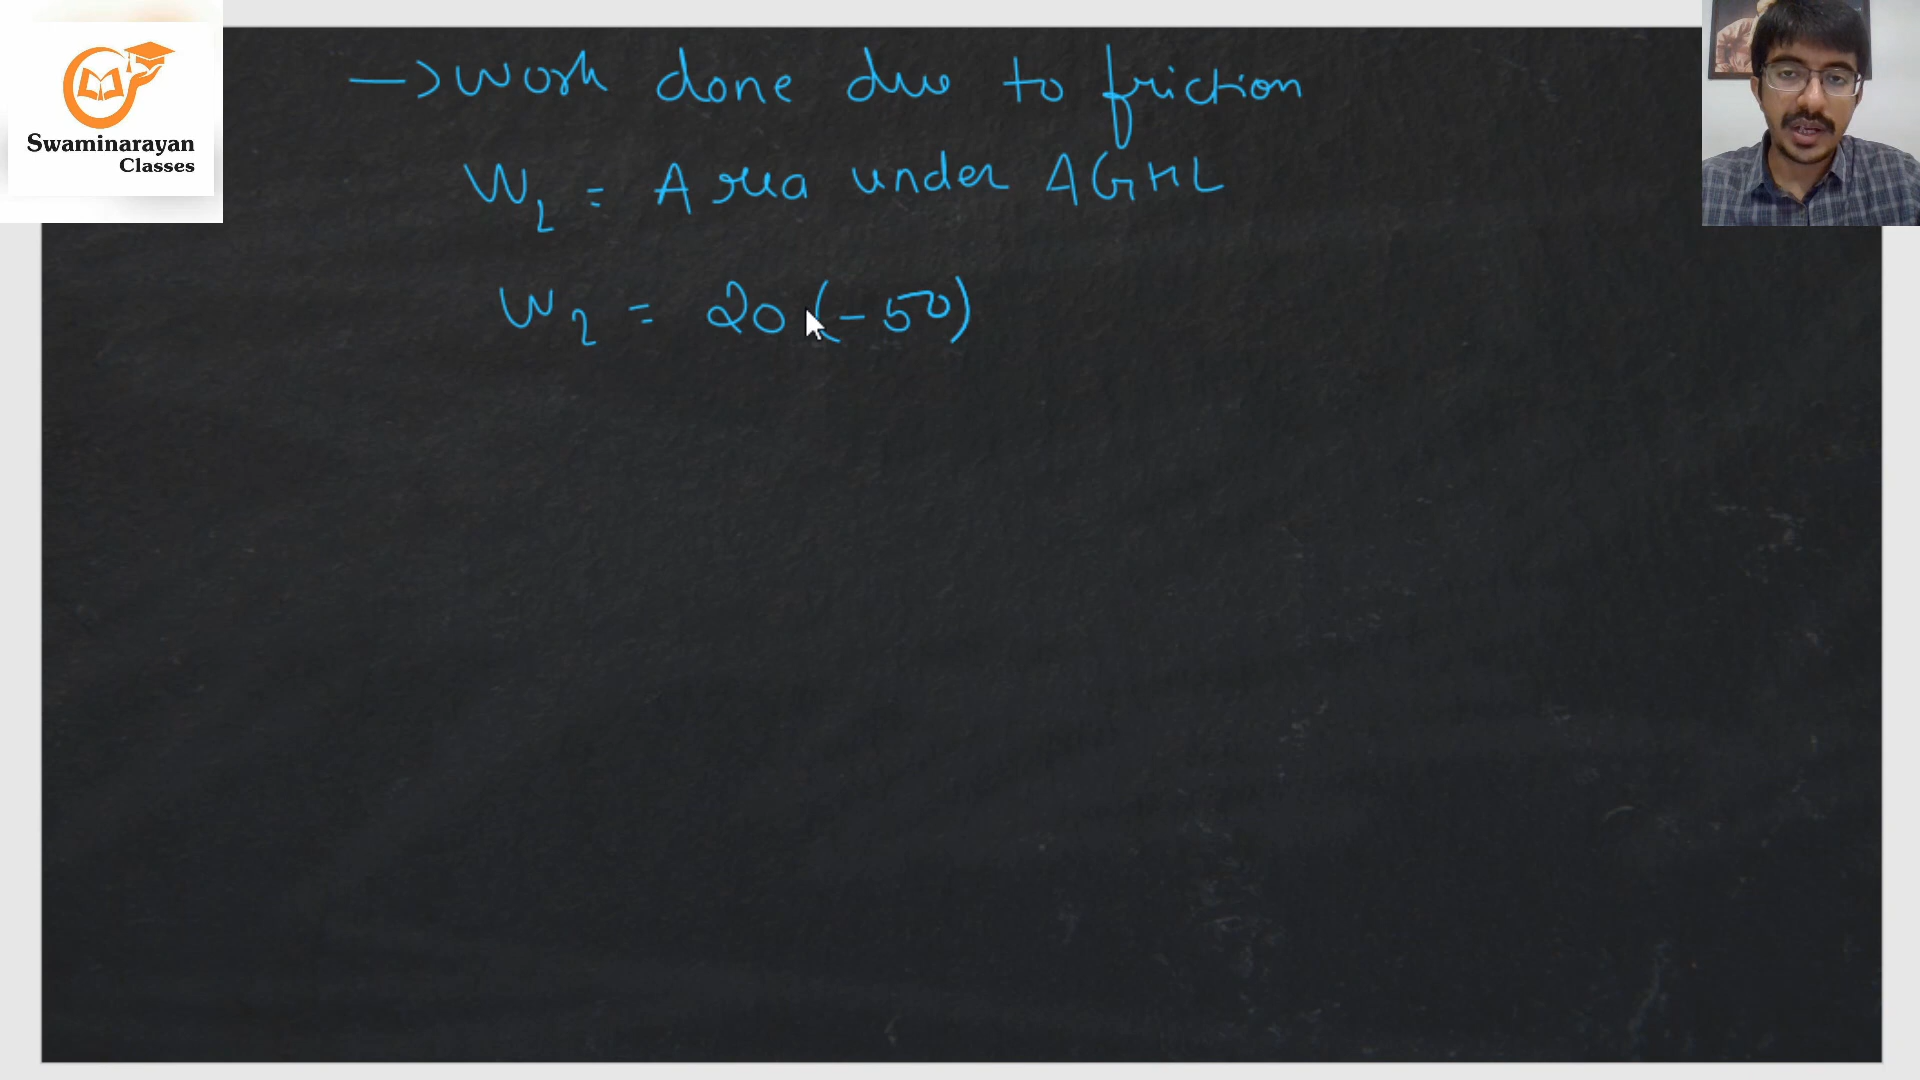 Swaminarayan
Classes
→ Work done due to friction
W₂ = Area under AGHL
W₂ = 20 (-50)